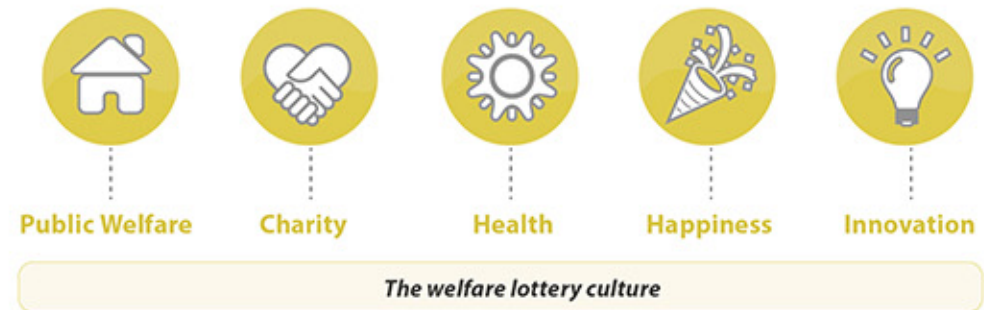 Public Welfare
Charity
Health
Happiness
Innovation
The welfare lottery culture